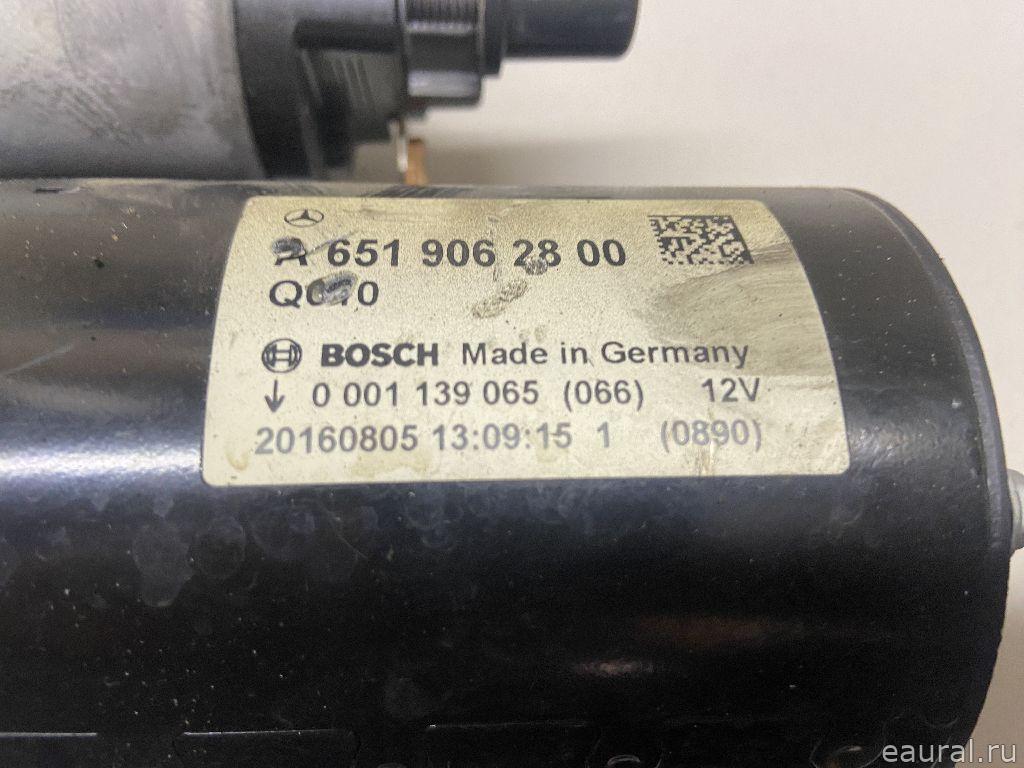 A 651 906 28 00
BOSCH Made in Germany
↓ 0 001 139 065 (066) 12V
20160805 13:09:15 1 (0890)
eaural.ru